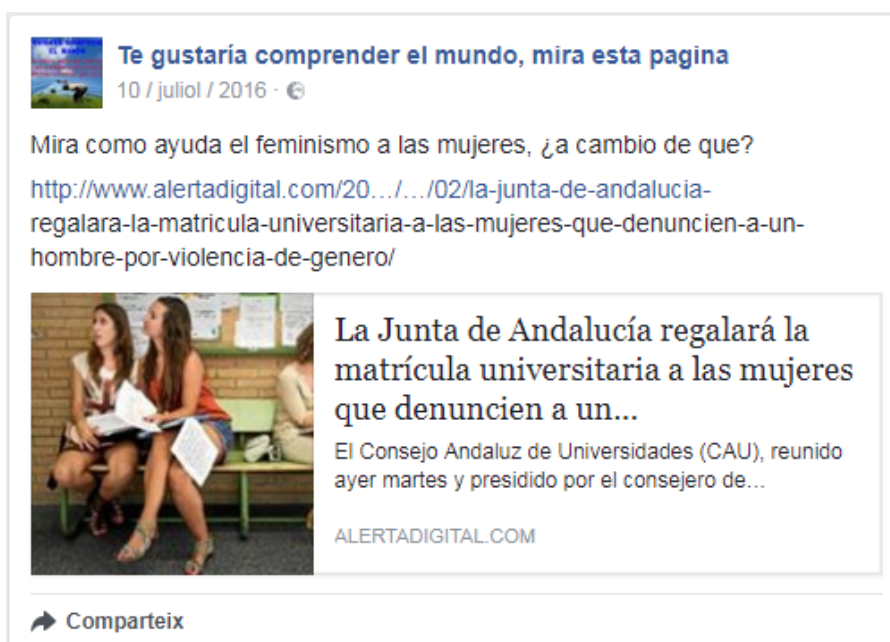 Te gustaría comprender el mundo, mira esta pagina
10 / juliol / 2016 ·
Mira como ayuda el feminismo a las mujeres, ¿a cambio de que?
http://www.alertadigital.com/20…/…/02/la-junta-de-andalucia-
regalara-la-matricula-universitaria-a-las-mujeres-que-denuncien-a-un-
hombre-por-violencia-de-genero/
La Junta de Andalucía regalará la
matrícula universitaria a las mujeres
que denuncien a un...
El Consejo Andaluz de Universidades (CAU), reunido
ayer martes y presidido por el consejero de...
ALERTADIGITAL.COM
Comparteix